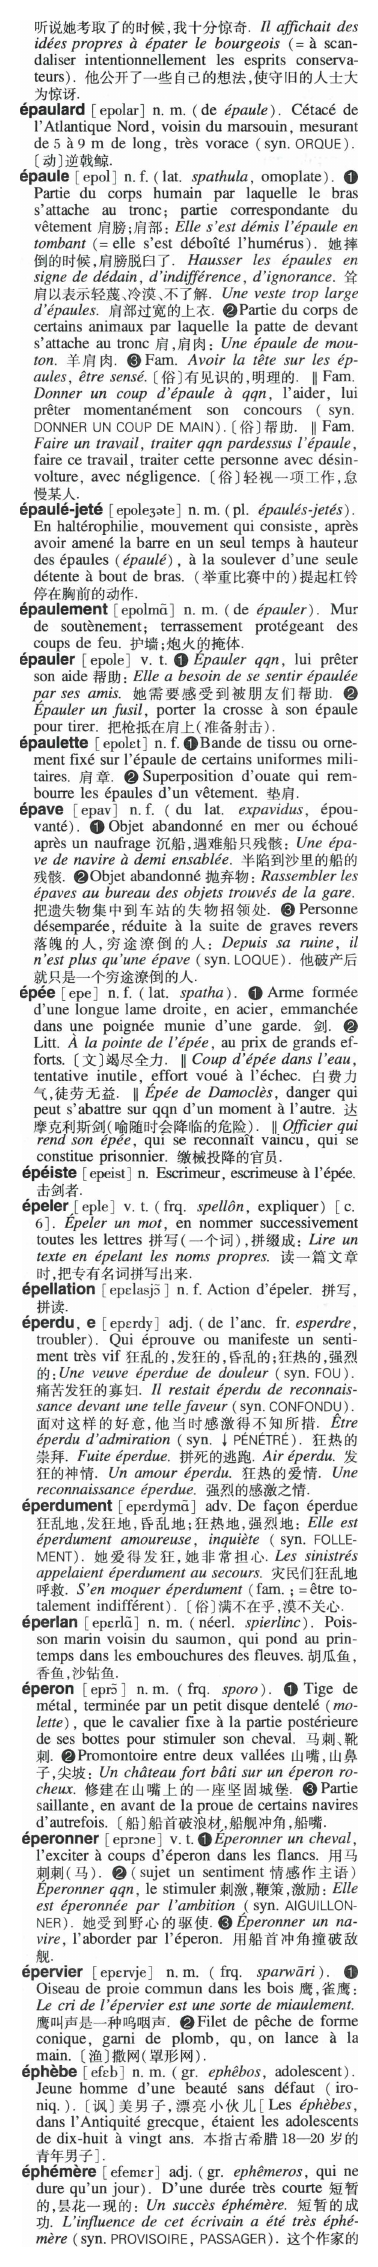 听说她考取了的时候,我十分惊奇. Il affichait des
idées propres à épater le bourgeois (= à scan-
daliser intentionnellement les esprits conserva-
teurs). 他公开了一些自己的想法,使守旧的人士大
为惊讶.
épaulard [epolar] n. m. (de épaule). Cétacé de
l'Atlantique Nord, voisin du marsouin, mesurant
de 5 à 9 m de long, très vorace (syn. ORQUE).
〔动〕逆戟鲸.
épaule [epol] n. f. (lat. spathula, omoplate). ❶
Partie du corps humain par laquelle le bras
s'attache au tronc; partie correspondante du
vêtement 肩膀;肩部: Elle s'est démis l'épaule en
tombant (= elle s'est déboîté l'humérus). 她摔
倒的时候,肩膀脱臼了. Hausser les épaules en
signe de dédain, d'indifférence, d'ignorance. 耸
肩以表示轻蔑、冷漠、不了解. Une veste trop large
d'épaules. 肩部过宽的上衣. ❷Partie du corps de
certains animaux par laquelle la patte de devant
s'attache au tronc 肩,肩肉: Une épaule de mou-
ton. 羊肩肉. ❸ Fam. Avoir la tête sur les ép-
aules, être sensé.〔俗〕有见识的,明理的. ‖ Fam.
Donner un coup d'épaule à qqn, l'aider, lui
prêter momentanément son concours ( syn.
DONNER UN COUP DE MAIN).〔俗〕帮助. ‖ Fam.
Faire un travail, traiter qqn pardessus l'épaule,
faire ce travail, traiter cette personne avec désin-
volture, avec négligence. 〔俗〕轻视一项工作,怠
慢某人.
épaulé-jeté [epoleʒəte] n. m. (pl. épaulés-jetés).
En haltérophilie, mouvement qui consiste, après
avoir amené la barre en un seul temps à hauteur
des épaules (épaulé), à la soulever d'une seule
détente à bout de bras. (举重比赛中的)提起杠铃
停在胸前的动作.
épaulement [epolmɑ̃] n. m. (de épauler). Mur
de soutènement; terrassement protégeant des
coups de feu. 护墙;炮火的掩体.
épauler [epole] v. t. ❶ Épauler qqn, lui prêter
son aide 帮助: Elle a besoin de se sentir épaulée
par ses amis. 她需要感受到被朋友们帮助. ❷
Épauler un fusil, porter la crosse à son épaule
pour tirer. 把枪抵在肩上(准备射击).
épaulette [epolɛt] n. f. ❶Bande de tissu ou orne-
ment fixé sur l'épaule de certains uniformes mili-
taires. 肩章. ❷ Superposition d'ouate qui rem-
bourre les épaules d'un vêtement. 垫肩.
épave [epav] n. f. ( du lat. expavidus, épou-
vanté). ❶ Objet abandonné en mer ou échoué
après un naufrage 沉船,遇难船只残骸: Une épa-
ve de navire à demi ensablée. 半陷到沙里的船的
残骸. ❷Objet abandonné 抛弃物: Rassembler les
épaves au bureau des objets trouvés de la gare.
把遗失物集中到车站的失物招领处. ❸ Personne
désemparée, réduite à la suite de graves revers
落魄的人,穷途潦倒的人: Depuis sa ruine, il
n'est plus qu'une épave (syn. LOQUE). 他破产后
就只是一个穷途潦倒的人.
épée [epe] n. f. (lat. spatha). ❶ Arme formée
d'une longue lame droite, en acier, emmanchée
dans une poignée munie d'une garde. 剑. ❷
Litt. À la pointe de l'épée, au prix de grands ef-
forts. 〔文〕竭尽全力. ‖ Coup d'épée dans l'eau,
tentative inutile, effort voué à l'échec. 白费力
气,徒劳无益. ‖ Épée de Damoclès, danger qui
peut s'abattre sur qqn d'un moment à l'autre. 达
摩克利斯剑(喻随时会降临的危险). ‖ Officier qui
rend son épée, qui se reconnaît vaincu, qui se
constitue prisonnier. 缴械投降的官员.
épéiste [epeist] n. Escrimeur, escrimeuse à l'épée.
击剑者.
épeler [eple] v. t. (frq. spellôn, expliquer) [c.
6]. Épeler un mot, en nommer successivement
toutes les lettres 拼写(一个词),拼缀成: Lire un
texte en épelant les noms propres. 读一篇文章
时,把专有名词拼写出来.
épellation [epɛlasjɔ̃] n. f. Action d'épeler. 拼写,
拼读.
éperdu, e [epɛrdy] adj. (de l'anc. fr. esperdre,
troubler). Qui éprouve ou manifeste un senti-
ment très vif 狂乱的,发狂的,昏乱的;狂热的,强烈
的: Une veuve éperdue de douleur (syn. FOU).
痛苦发狂的寡妇. Il restait éperdu de reconnais-
sance devant une telle faveur (syn. CONFONDU).
面对这样的好意,他当时感激得不知所措. Être
éperdu d'admiration (syn. ↓ PÉNÉTRÉ). 狂热的
崇拜. Fuite éperdue. 拼死的逃跑. Air éperdu. 发
狂的神情. Un amour éperdu. 狂热的爱情. Une
reconnaissance éperdue. 强烈的感激之情.
éperdument [epɛrdymɑ̃] adv. De façon éperdue
狂乱地,发狂地,昏乱地;狂热地,强烈地: Elle est
éperdument amoureuse, inquiète ( syn. FOLLE-
MENT). 她爱得发狂,她非常担心. Les sinistrés
appelaient éperdument au secours. 灾民们狂乱地
呼救. S'en moquer éperdument (fam. ; = être to-
talement indifférent).〔俗〕满不在乎,漠不关心.
éperlan [epɛrlɑ̃] n. m. (néerl. spierlinc). Pois-
son marin voisin du saumon, qui pond au prin-
temps dans les embouchures des fleuves. 胡瓜鱼,
香鱼,沙钻鱼.
éperon [eprɔ̃] n. m. ( frq. sporo). ❶ Tige de
métal, terminée par un petit disque dentelé (mo-
lette), que le cavalier fixe à la partie postérieure
de ses bottes pour stimuler son cheval. 马刺、靴
刺. ❷Promontoire entre deux vallées 山嘴,山鼻
子,尖坡: Un château fort bâti sur un éperon ro-
cheux. 修建在山嘴上的一座坚固城堡. ❸ Partie
saillante, en avant de la proue de certains navires
d'autrefois. 〔船〕船首破浪材,船舰冲角,船嘴.
éperonner [eprɔne] v. t. ❶Éperonner un cheval,
l'exciter à coups d'éperon dans les flancs. 用马
刺刺(马). ❷ (sujet un sentiment 情感作主语)
Éperonner qqn, le stimuler 刺激,鞭策,激励: Elle
est éperonnée par l'ambition ( syn. AIGUILLON-
NER). 她受到野心的驱使. ❸ Éperonner un na-
vire, l'aborder par l'éperon. 用船首冲角撞破敌
舰.
épervier [epɛrvje] n. m. ( frq. sparwāri). ❶
Oiseau de proie commun dans les bois 鹰,雀鹰:
Le cri de l'épervier est une sorte de miaulement.
鹰叫声是一种呜咽声. ❷ Filet de pêche de forme
conique, garni de plomb, qu, on lance à la
main. 〔渔〕撒网(罩形网).
éphèbe [efɛb] n. m. (gr. ephêbos, adolescent).
Jeune homme d'une beauté sans défaut (iro-
niq.). 〔讽〕美男子,漂亮小伙儿[Les éphèbes,
dans l'Antiquité grecque, étaient les adolescents
de dix-huit à vingt ans. 本指古希腊 18—20 岁的
青年男子].
éphémère [efemɛr] adj. (gr. ephêmeros, qui ne
dure qu'un jour). D'une durée très courte 短暂
的,昙花一现的: Un succès éphémère. 短暂的成
功. L'influence de cet écrivain a été très éphé-
mère (syn. PROVISOIRE, PASSAGER). 这个作家的